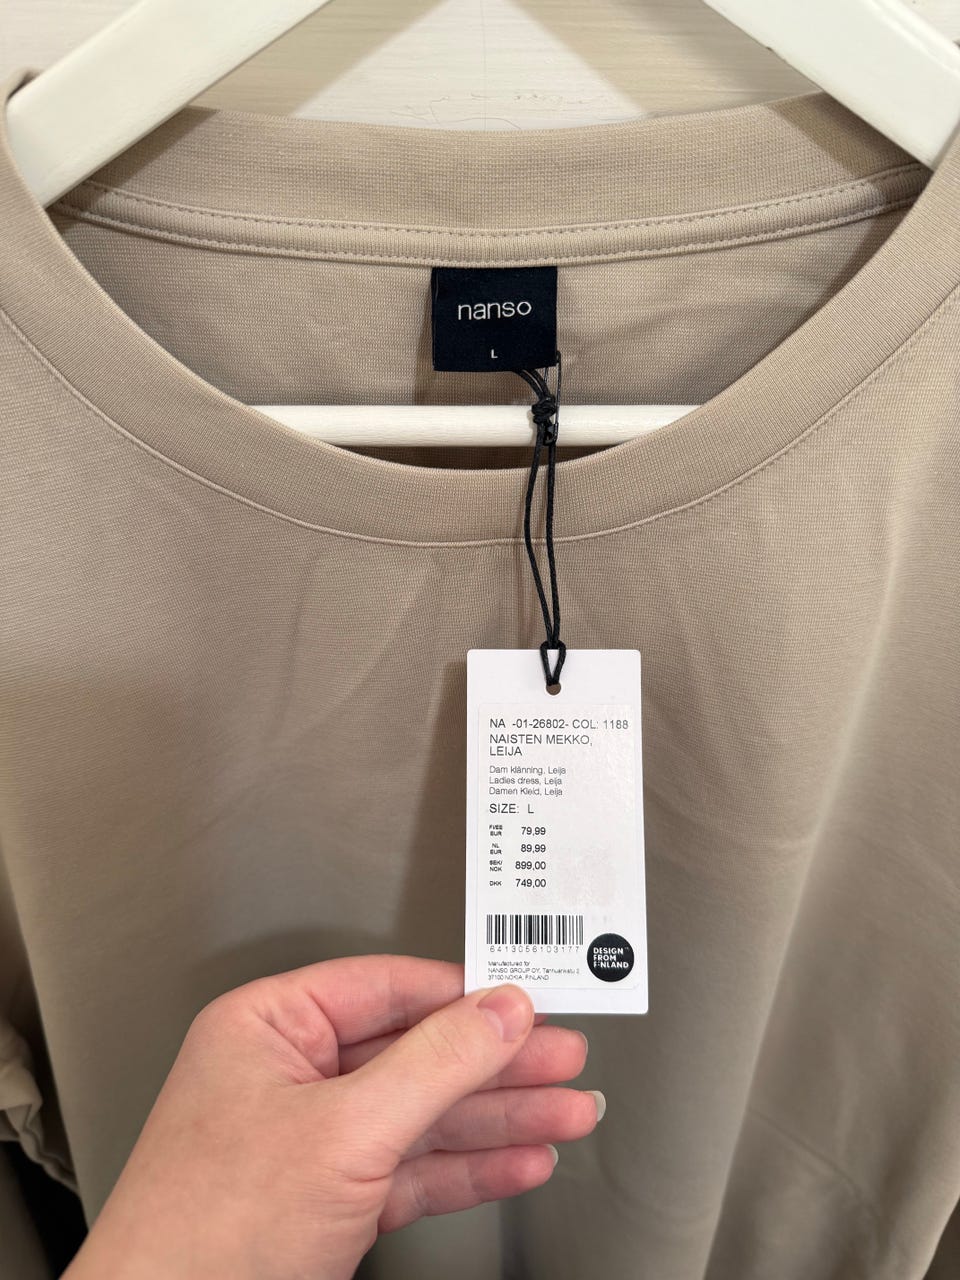 nanso
L
NA -01-26802- COL: 1188
NAISTEN MEKKO,
LEIJA
Dam klänning, Leija
Ladies dress, Leija
Damen Kleid, Leija
SIZE: L
FI/EE
EUR 79,99
NL
EUR 89,99
SEK/
NOK 899,00
DKK 749,00
6413056103177
DESIGN
FROM
FINLAND
Manufactured for
NANSO GROUP OY, Tehtaankatu 2
37100 NOKIA, FINLAND